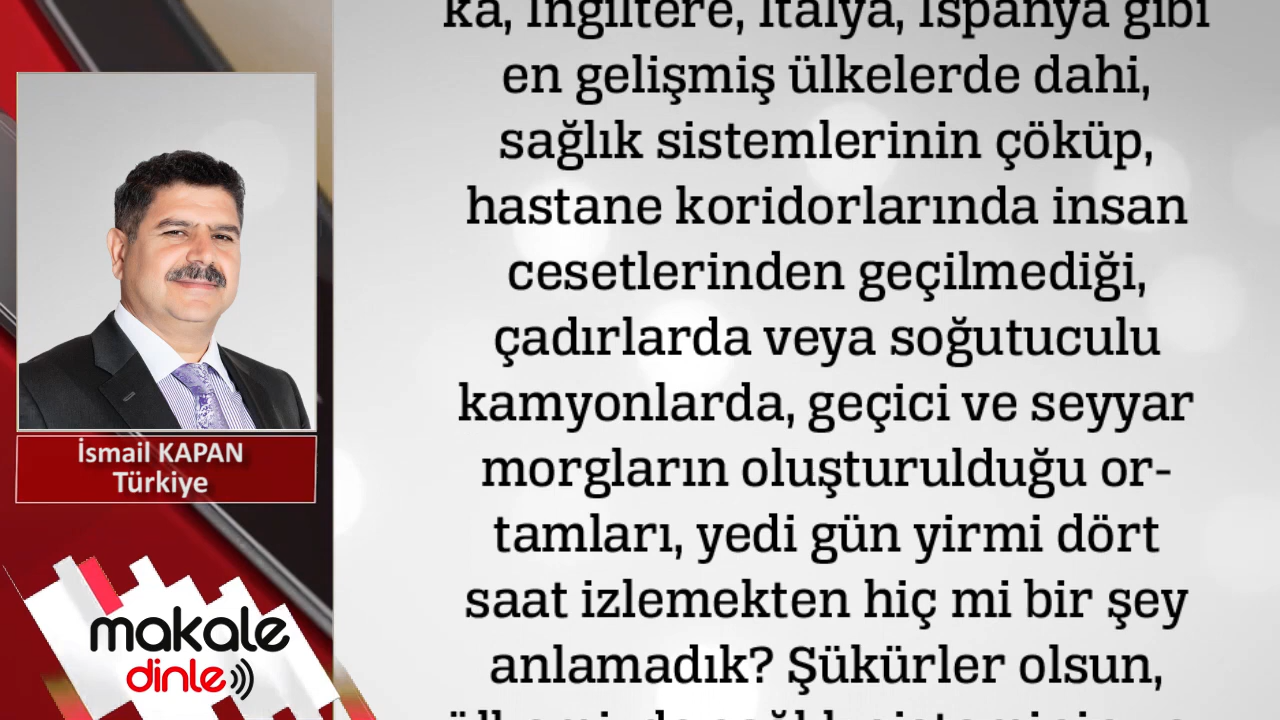 ka, İngiltere, İtalya, İspanya gibi
en gelişmiş ülkelerde dahi,
sağlık sistemlerinin çöküp,
hastane koridorlarında insan
cesetlerinden geçilmediği,
çadırlarda veya soğutuculu
kamyonlarda, geçici ve seyyar
morgların oluşturulduğu or-
tamları, yedi gün yirmi dört
saat izlemekten hiç mi bir şey
anlamadık? Şükürler olsun,
İsmail KAPAN
Türkiye
makale
dinle